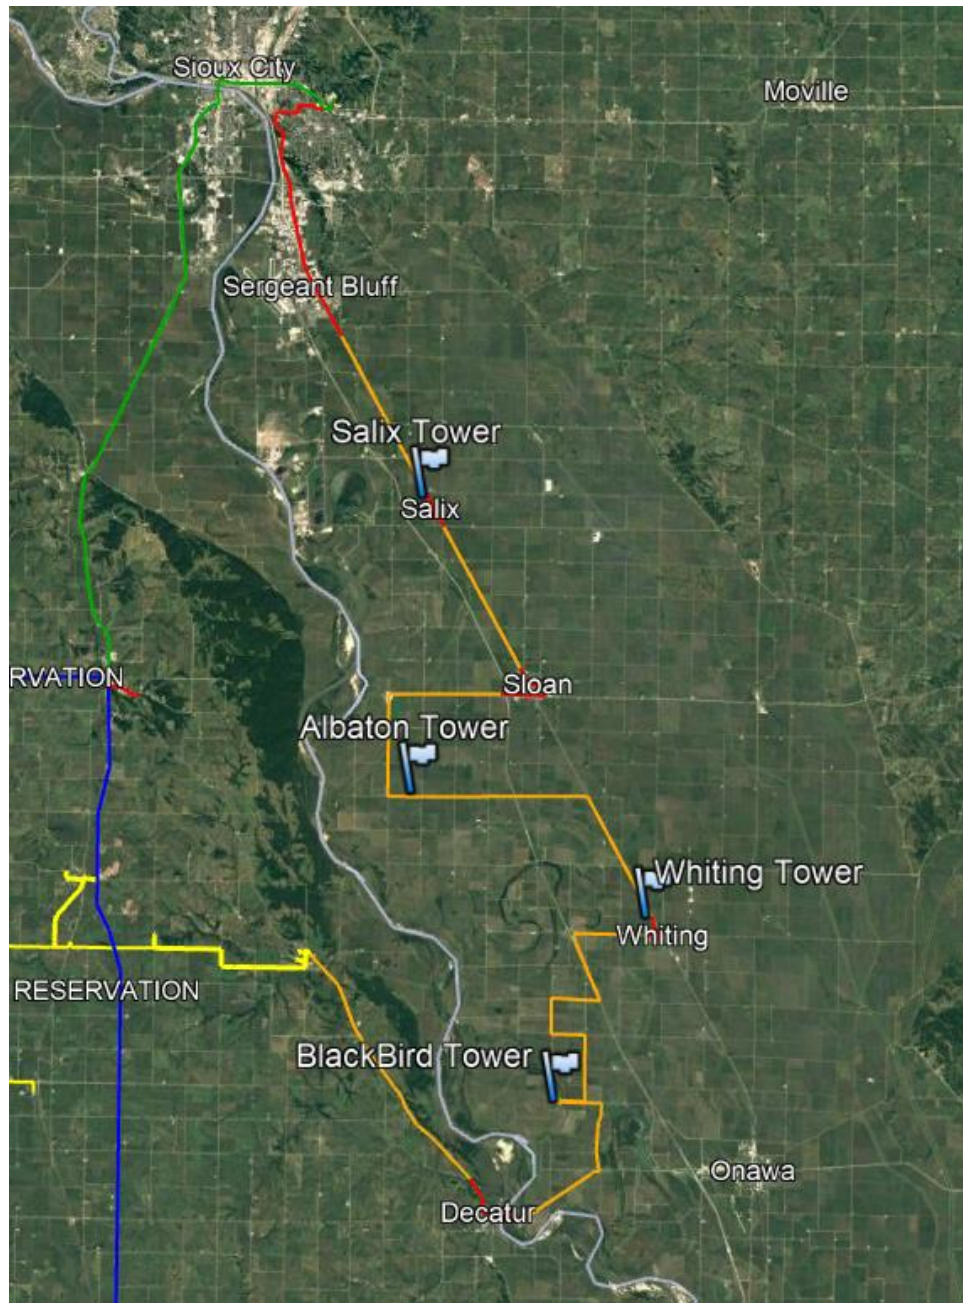 Sioux City
Moville
Sergeant Bluff
Salix Tower
Salix
RVATION
Sloan
Albaton Tower
Whiting Tower
Whiting
RESERVATION
BlackBird Tower
Onawa
Decatur